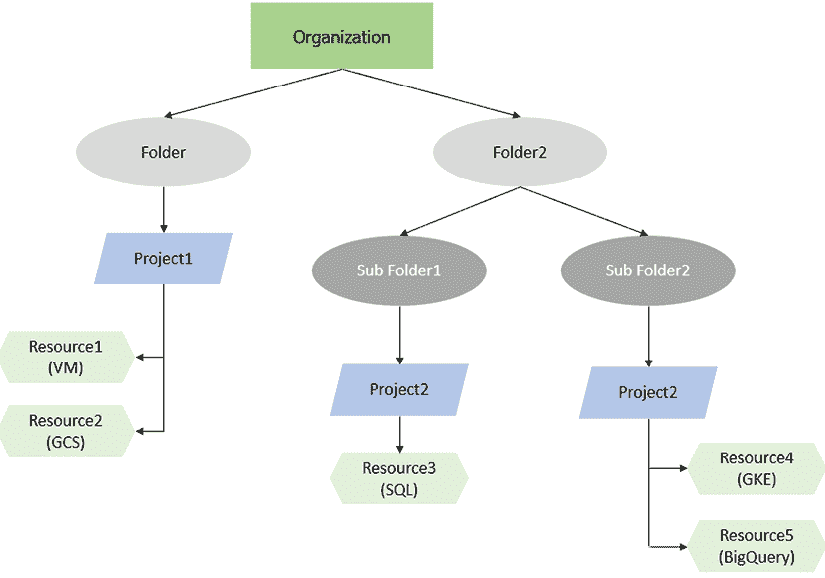 Organization
Folder
Folder2
Project1
Sub Folder1
Sub Folder2
Resource1
(VM)
Project2
Project2
Resource2
(GCS)
Resource3
(SQL)
Resource4
(GKE)
Resource5
(BigQuery)